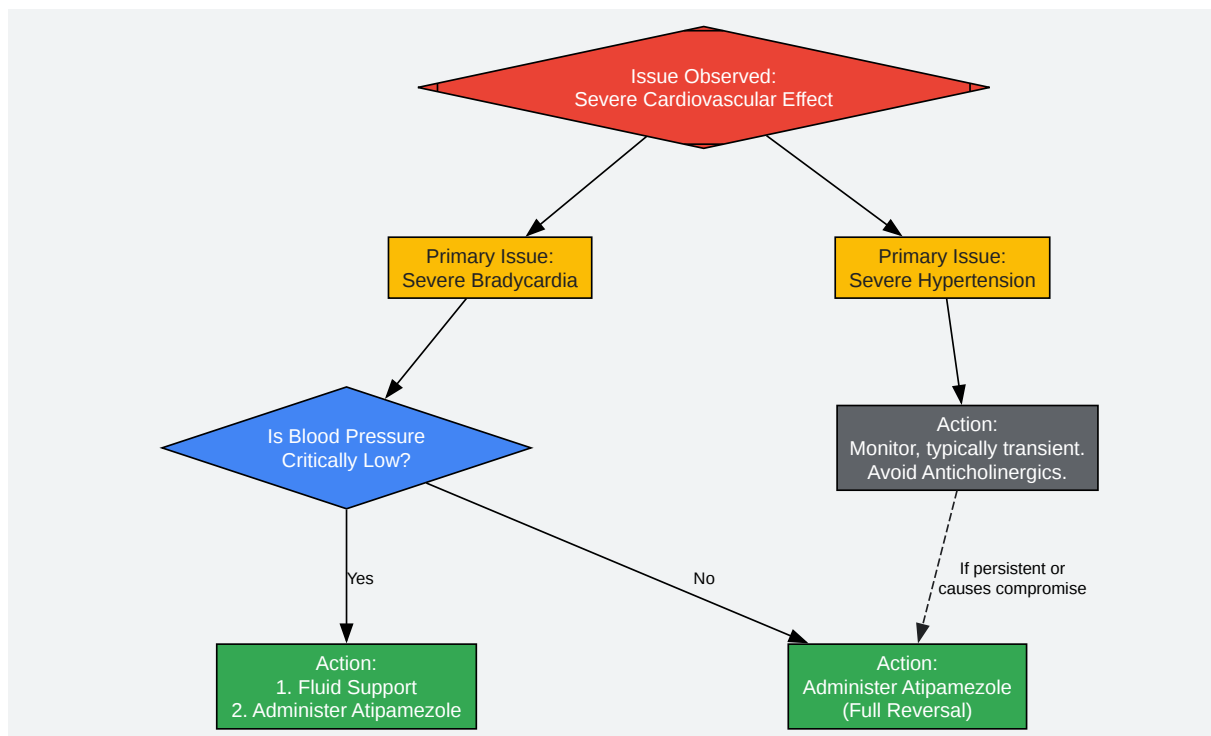 Issue Observed:
Severe Cardiovascular Effect
Primary Issue:
Severe Bradycardia
Primary Issue:
Severe Hypertension
Is Blood Pressure
Critically Low?
Action:
Monitor, typically transient.
Avoid Anticholinergics.
Yes
No
If persistent or
causes compromise
Action:
1. Fluid Support
2. Administer Atipamezole
Action:
Administer Atipamezole
(Full Reversal)